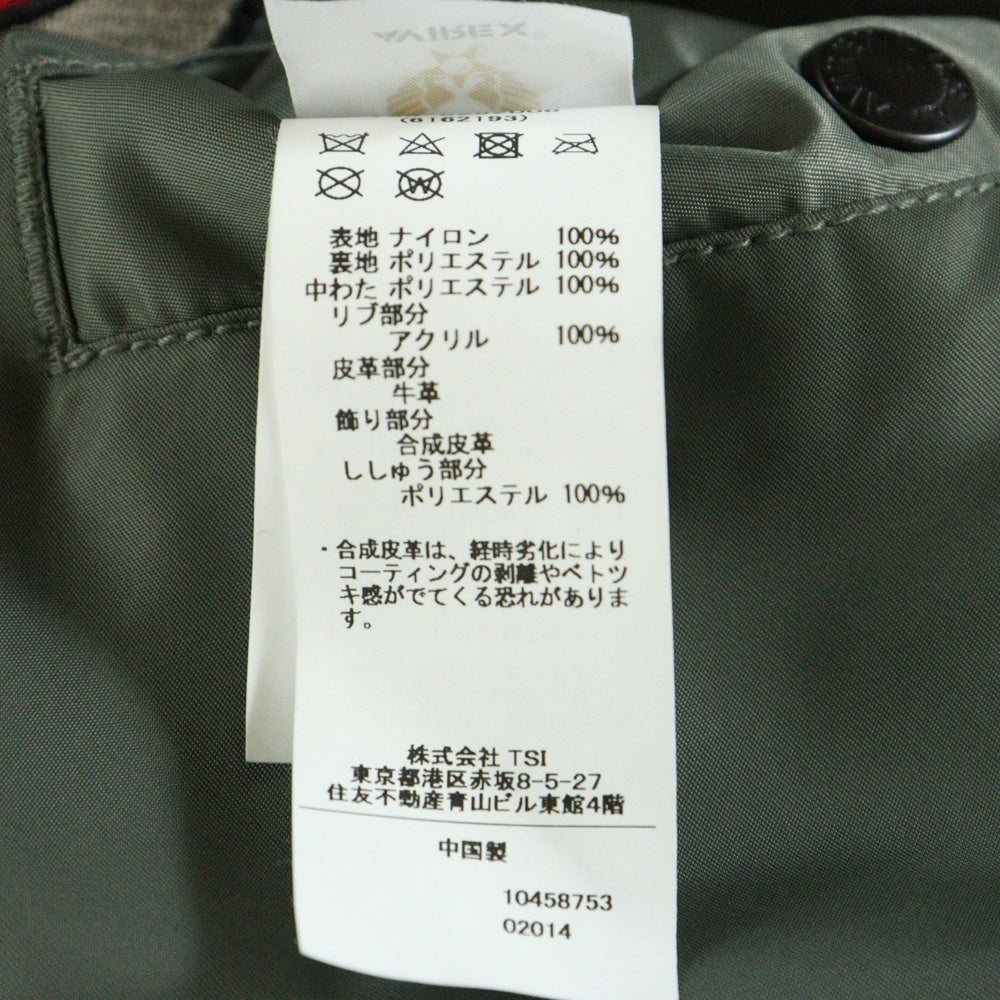 AVIREX
(6162193)
W
表地 ナイロン 100%
裏地 ポリエステル 100%
中わた ポリエステル 100%
リブ部分
アクリル 100%
皮革部分
牛革
飾り部分
合成皮革
ししゅう部分
ポリエステル 100%
・合成皮革は、経時劣化により
コーティングの剥離やベトツ
キ感がでてくる恐れがありま
す。
株式会社 TSI
東京都港区赤坂8-5-27
住友不動産青山ビル東館4階
中国製
10458753
02014